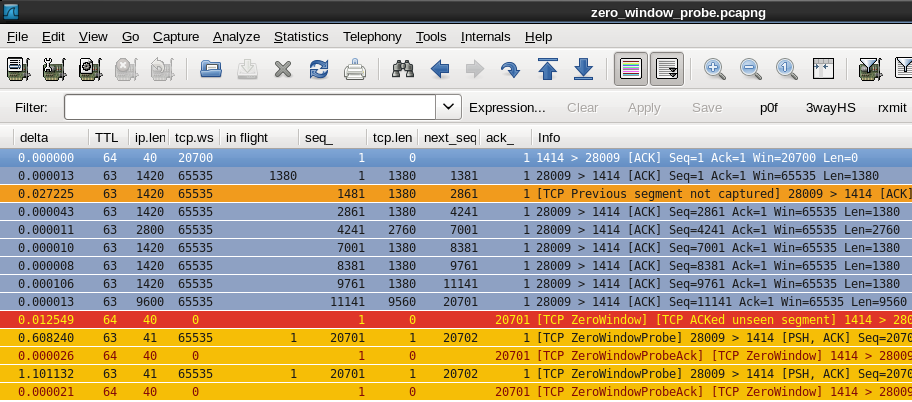 zero_window_probe.pcapng
File Edit View Go Capture Analyze Statistics Telephony Tools Internals Help
Filter: Expression... Clear Apply Save p0f 3wayHS rxmit
delta TTL ip.len tcp.ws in flight seq_ tcp.len next_seq ack_ Info
0.000000 64 40 20700 1 0 1 1414 > 28009 [ACK] Seq=1 Ack=1 Win=20700 Len=0
0.000013 63 1420 65535 1380 1 1380 1381 1 28009 > 1414 [ACK] Seq=1 Ack=1 Win=65535 Len=1380
0.027225 63 1420 65535 1481 1380 2861 1 [TCP Previous segment not captured] 28009 > 1414 [ACK]
0.000043 63 1420 65535 2861 1380 4241 1 28009 > 1414 [ACK] Seq=2861 Ack=1 Win=65535 Len=1380
0.000011 63 2800 65535 4241 2760 7001 1 28009 > 1414 [ACK] Seq=4241 Ack=1 Win=65535 Len=2760
0.000010 63 1420 65535 7001 1380 8381 1 28009 > 1414 [ACK] Seq=7001 Ack=1 Win=65535 Len=1380
0.000008 63 1420 65535 8381 1380 9761 1 28009 > 1414 [ACK] Seq=8381 Ack=1 Win=65535 Len=1380
0.000106 63 1420 65535 9761 1380 11141 1 28009 > 1414 [ACK] Seq=9761 Ack=1 Win=65535 Len=1380
0.000013 63 9600 65535 11141 9560 20701 1 28009 > 1414 [ACK] Seq=11141 Ack=1 Win=65535 Len=9560
0.012549 64 40 0 1 0 20701 [TCP ZeroWindow] [TCP ACKed unseen segment] 1414 > 280
0.608240 63 41 65535 1 20701 1 20702 1 [TCP ZeroWindowProbe] 28009 > 1414 [PSH, ACK] Seq=2070
0.000026 64 40 0 1 0 20701 [TCP ZeroWindowProbeAck] [TCP ZeroWindow] 1414 > 28009
1.101132 63 41 65535 1 20701 1 20702 1 [TCP ZeroWindowProbe] 28009 > 1414 [PSH, ACK] Seq=2070
0.000021 64 40 0 1 0 20701 [TCP ZeroWindowProbeAck] [TCP ZeroWindow] 1414 > 28009